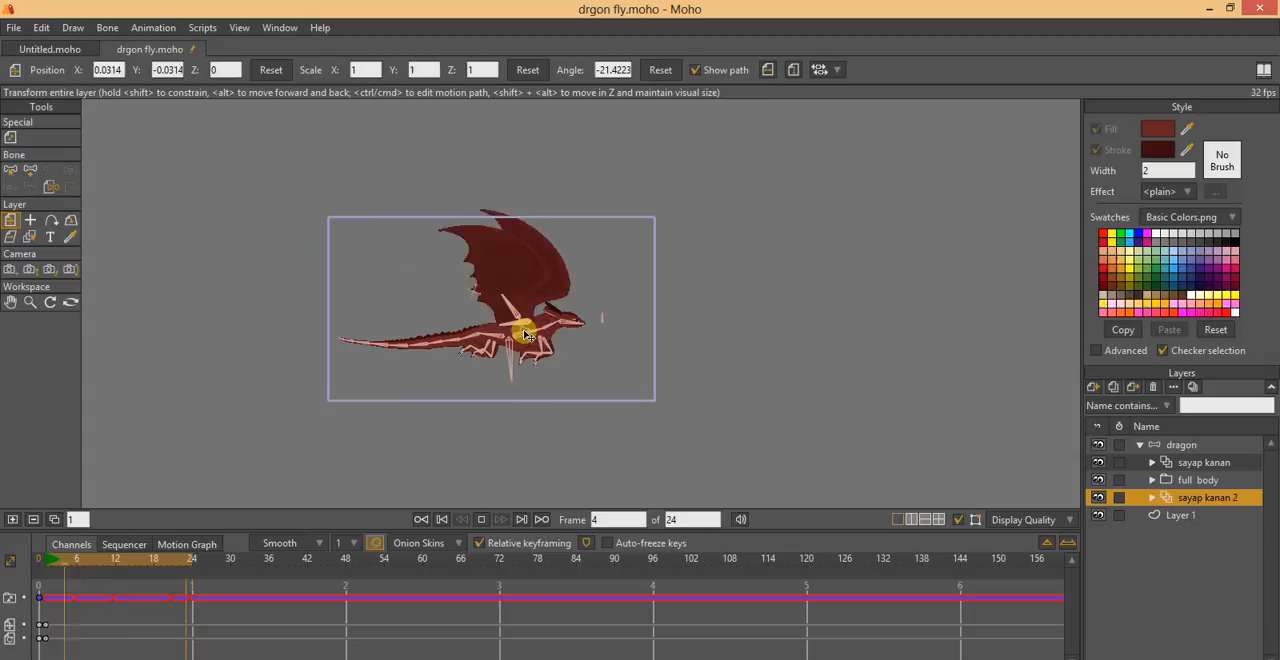 drgon fly.moho - Moho
File Edit Draw Bone Animation Scripts View Window Help
Untitled.moho drgon fly.moho
Position X: 0.0314 Y: -0.0314 Z: 0 Reset Scale X: 1 Y: 1 Z: 1 Reset Angle: -21.4223 Reset Show path
Transform entire layer (hold <shift> to constrain, <alt> to move forward and back, <ctrl/cmd> to edit motion path, <shift> + <alt> to move in Z and maintain visual size) 32 fps
Tools
Special
Bone
Layer
Camera
Workspace
Style
Fill
Stroke
No Brush
Width 2
Effect <plain> ...
Swatches Basic Colors.png
Copy Paste Reset
Advanced Checker selection
Layers
Name contains...
Name
dragon
sayap kanan
full body
sayap kanan 2
Layer 1
1 Frame 4 of 24 Display Quality
Channels Sequencer Motion Graph Smooth 1 Onion Skins Relative keyframing Auto-freeze keys
0 6 12 18 24 30 36 42 48 54 60 66 72 78 84 90 96 102 108 114 120 126 132 138 144 150 156
0 1 2 3 4 5 6